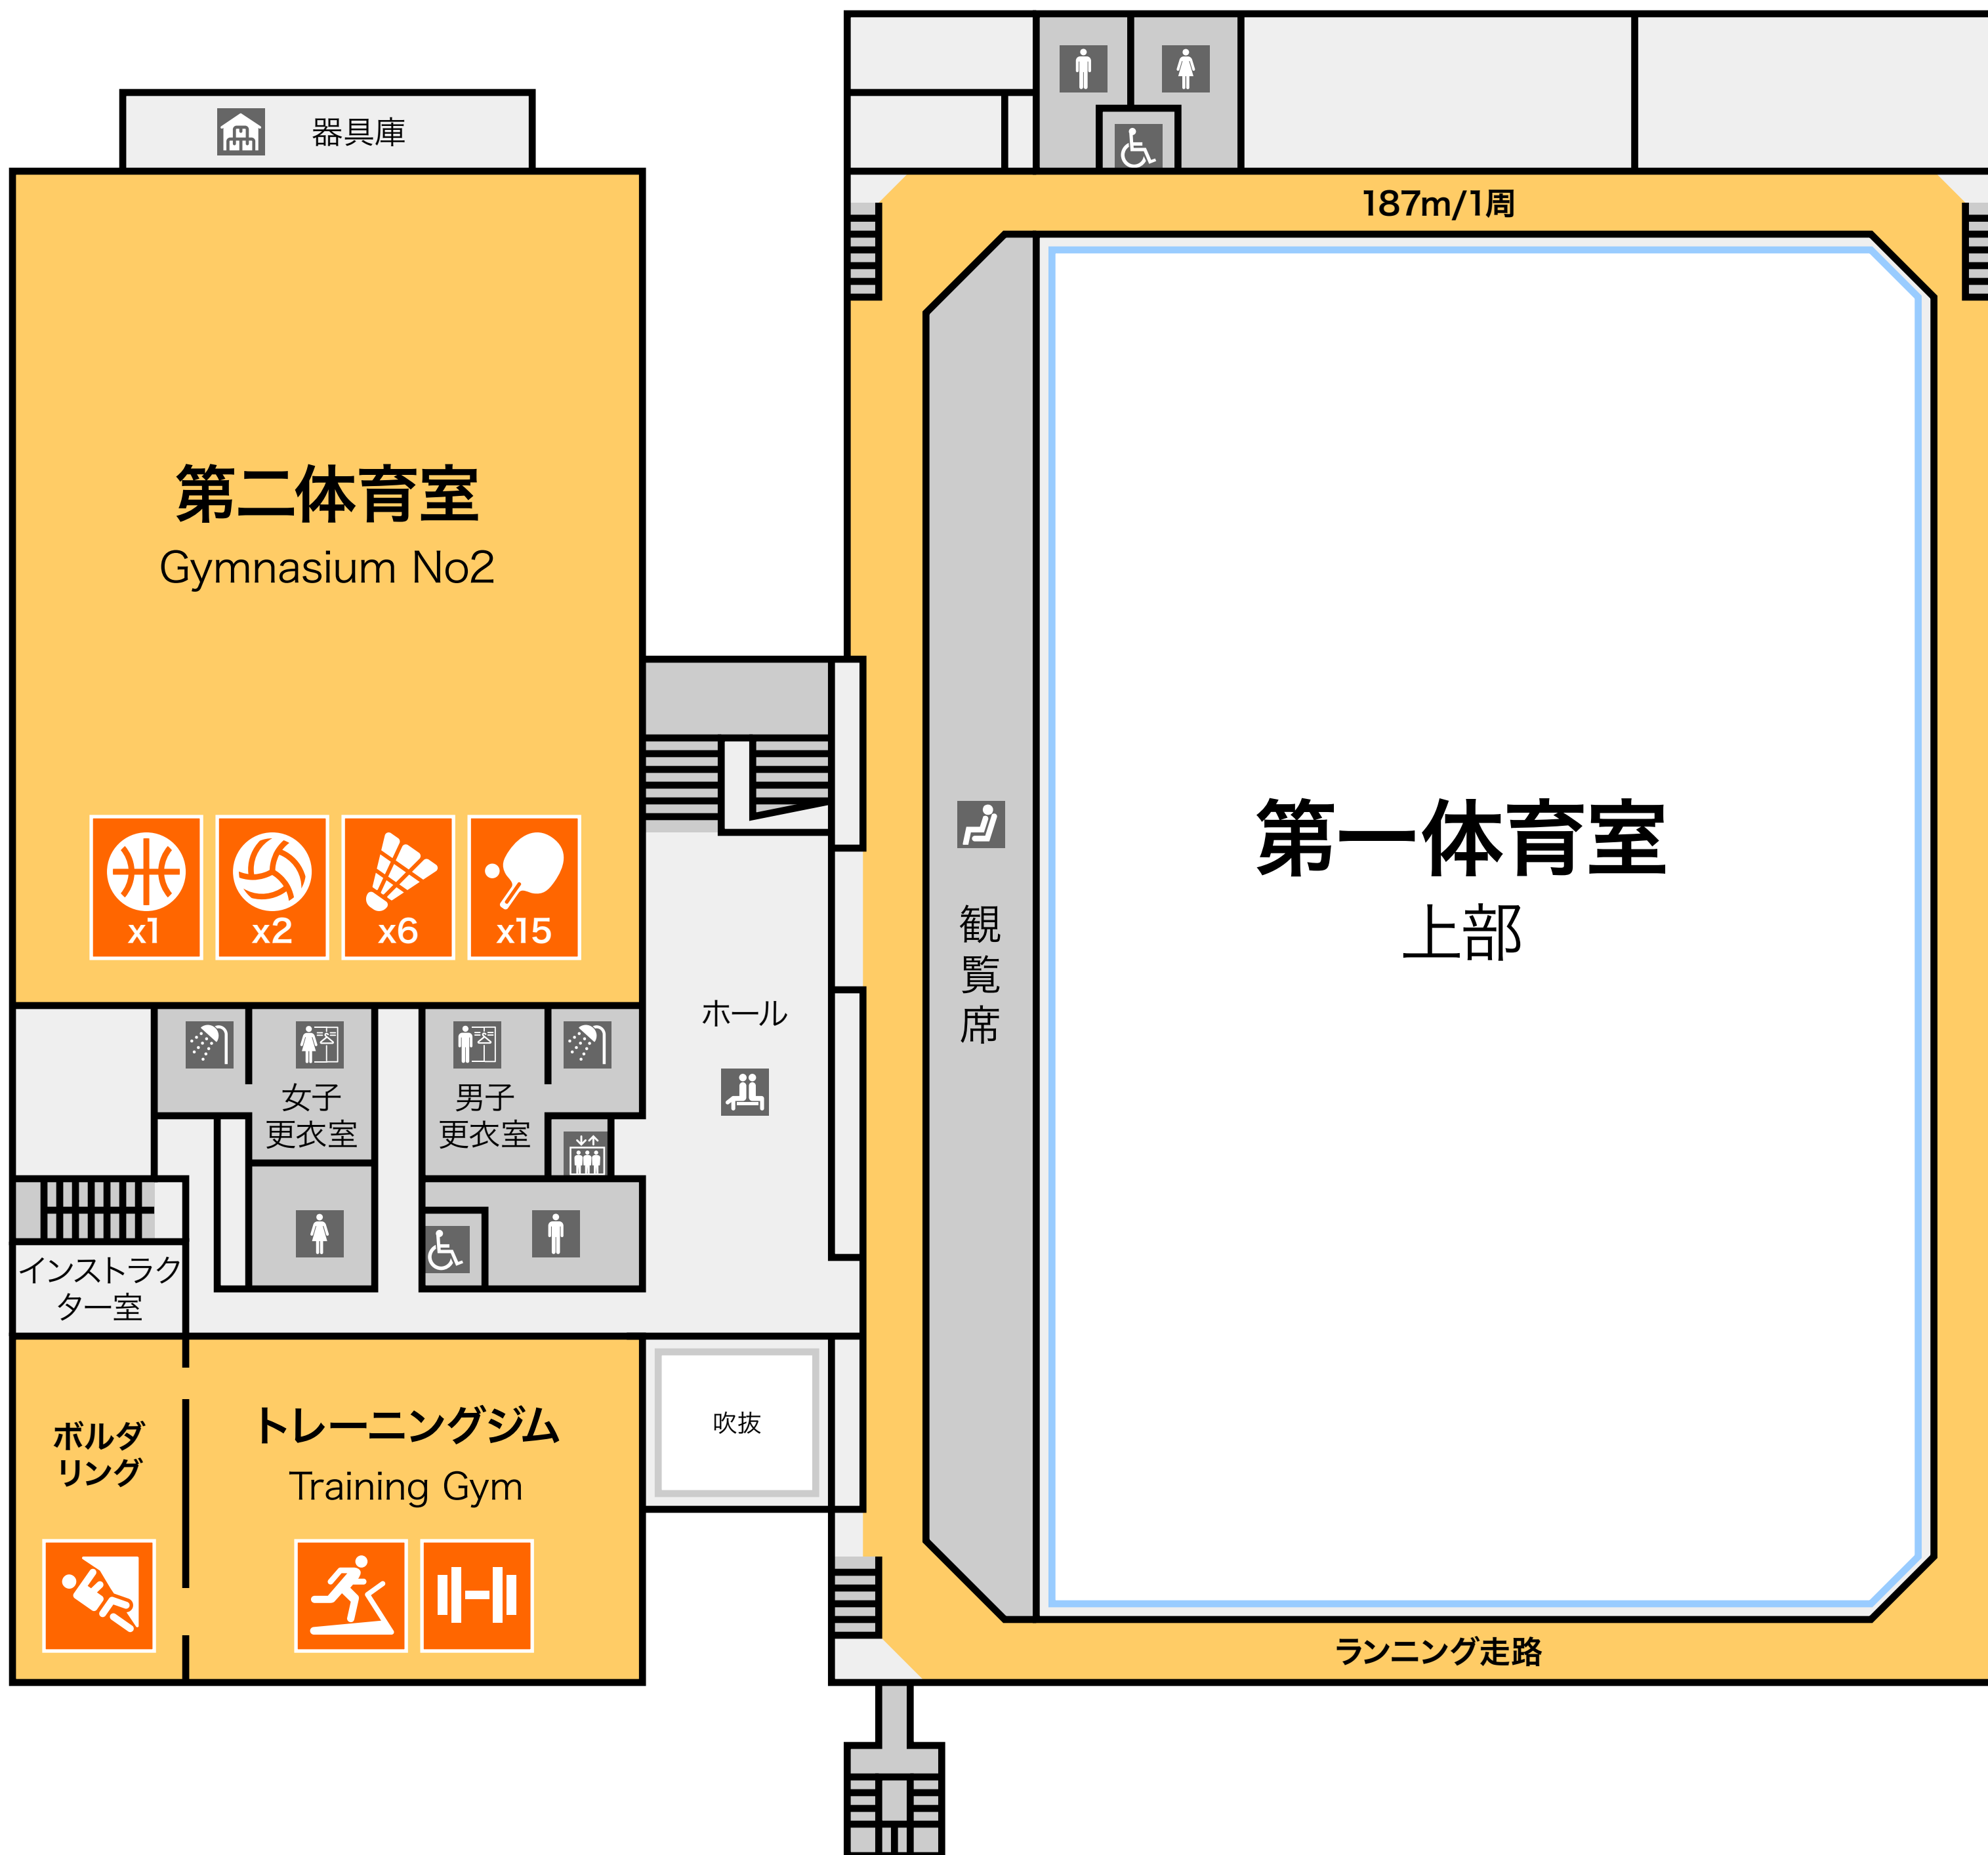 器具庫
187m/1周
第二体育室
Gymnasium No2
第一体育室
上部
x1
x2
x6
x15
観覧席
ホール
女子
更衣室
男子
更衣室
インストラク
ター室
ボルダ
リング
トレーニングジム
Training Gym
吹抜
ランニング走路